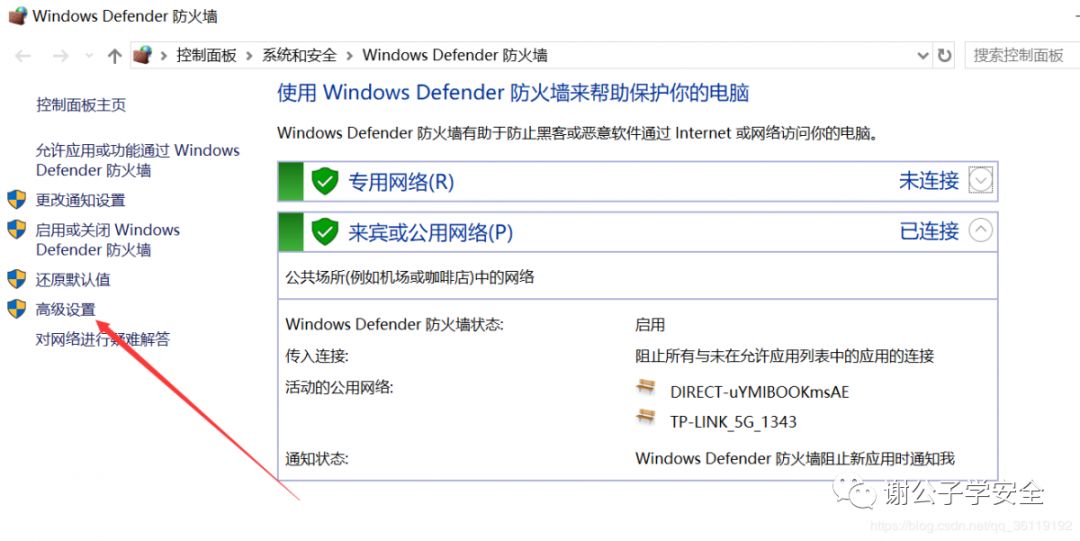 Windows Defender 防火墙
控制面板 > 系统和安全 > Windows Defender 防火墙
搜索控制面板
控制面板主页
允许应用或功能通过 Windows
Defender 防火墙
更改通知设置
启用或关闭 Windows
Defender 防火墙
还原默认值
高级设置
对网络进行疑难解答
使用 Windows Defender 防火墙来帮助保护你的电脑
Windows Defender 防火墙有助于防止黑客或恶意软件通过 Internet 或网络访问你的电脑。
专用网络(R) 未连接
来宾或公用网络(P) 已连接
公共场所(例如机场或咖啡店)中的网络
Windows Defender 防火墙状态: 启用
传入连接: 阻止所有与未在允许应用列表中的应用的连接
活动的公用网络: DIRECT-uYMIBOOKmsAE
TP-LINK_5G_1343
通知状态: Windows Defender 防火墙阻止新应用时通知我
谢公子学安全
https://blog.csdn.net/qq_36119192